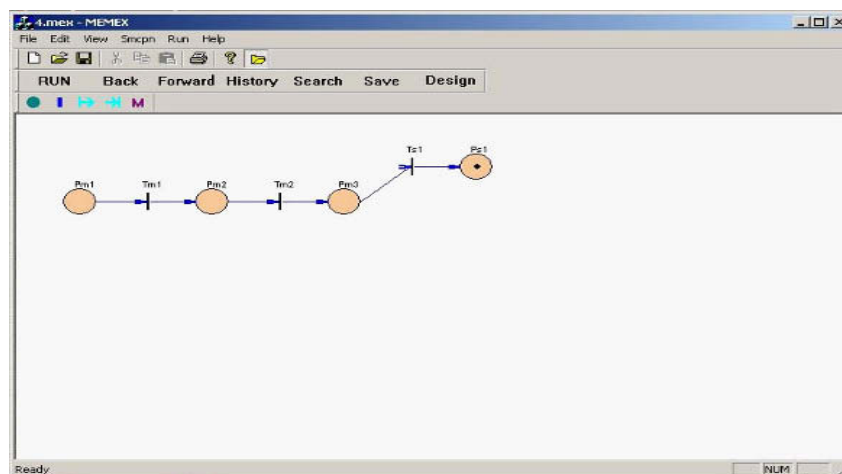 4.mex - MEMEX
File Edit View Smcpn Run Help
RUN Back Forward History Search Save Design
M
Ts1 Ps1
Pm1 Tm1 Pm2 Tm2 Pm3
Ready NUM